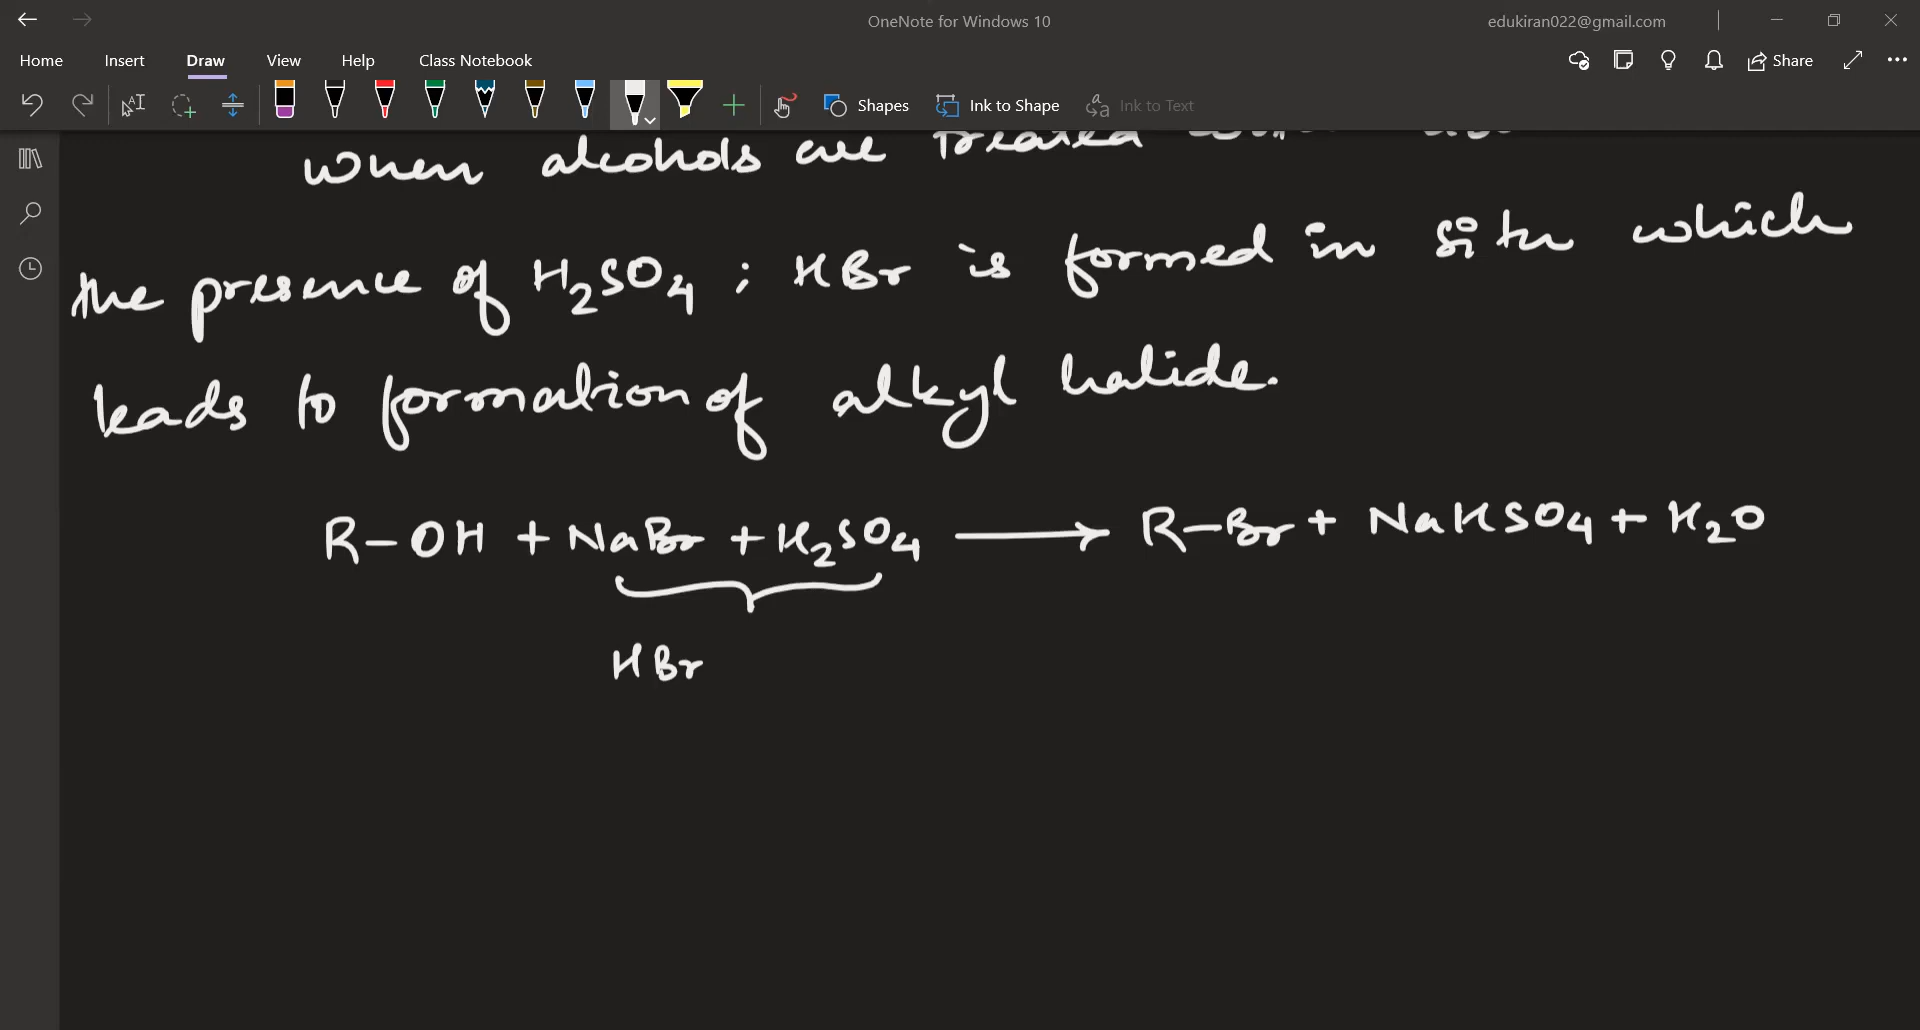 OneNote for Windows 10
edukiran022@gmail.com
Home Insert Draw View Help Class Notebook Share
Shapes Ink to Shape Ink to Text
when alcohols are treated
the presence of H₂SO₄ ; HBr is formed in situ which
leads to formation of alkyl halide.
R-OH + NaBr + H₂SO₄ ⟶ R-Br + NaHSO₄ + H₂O
HBr